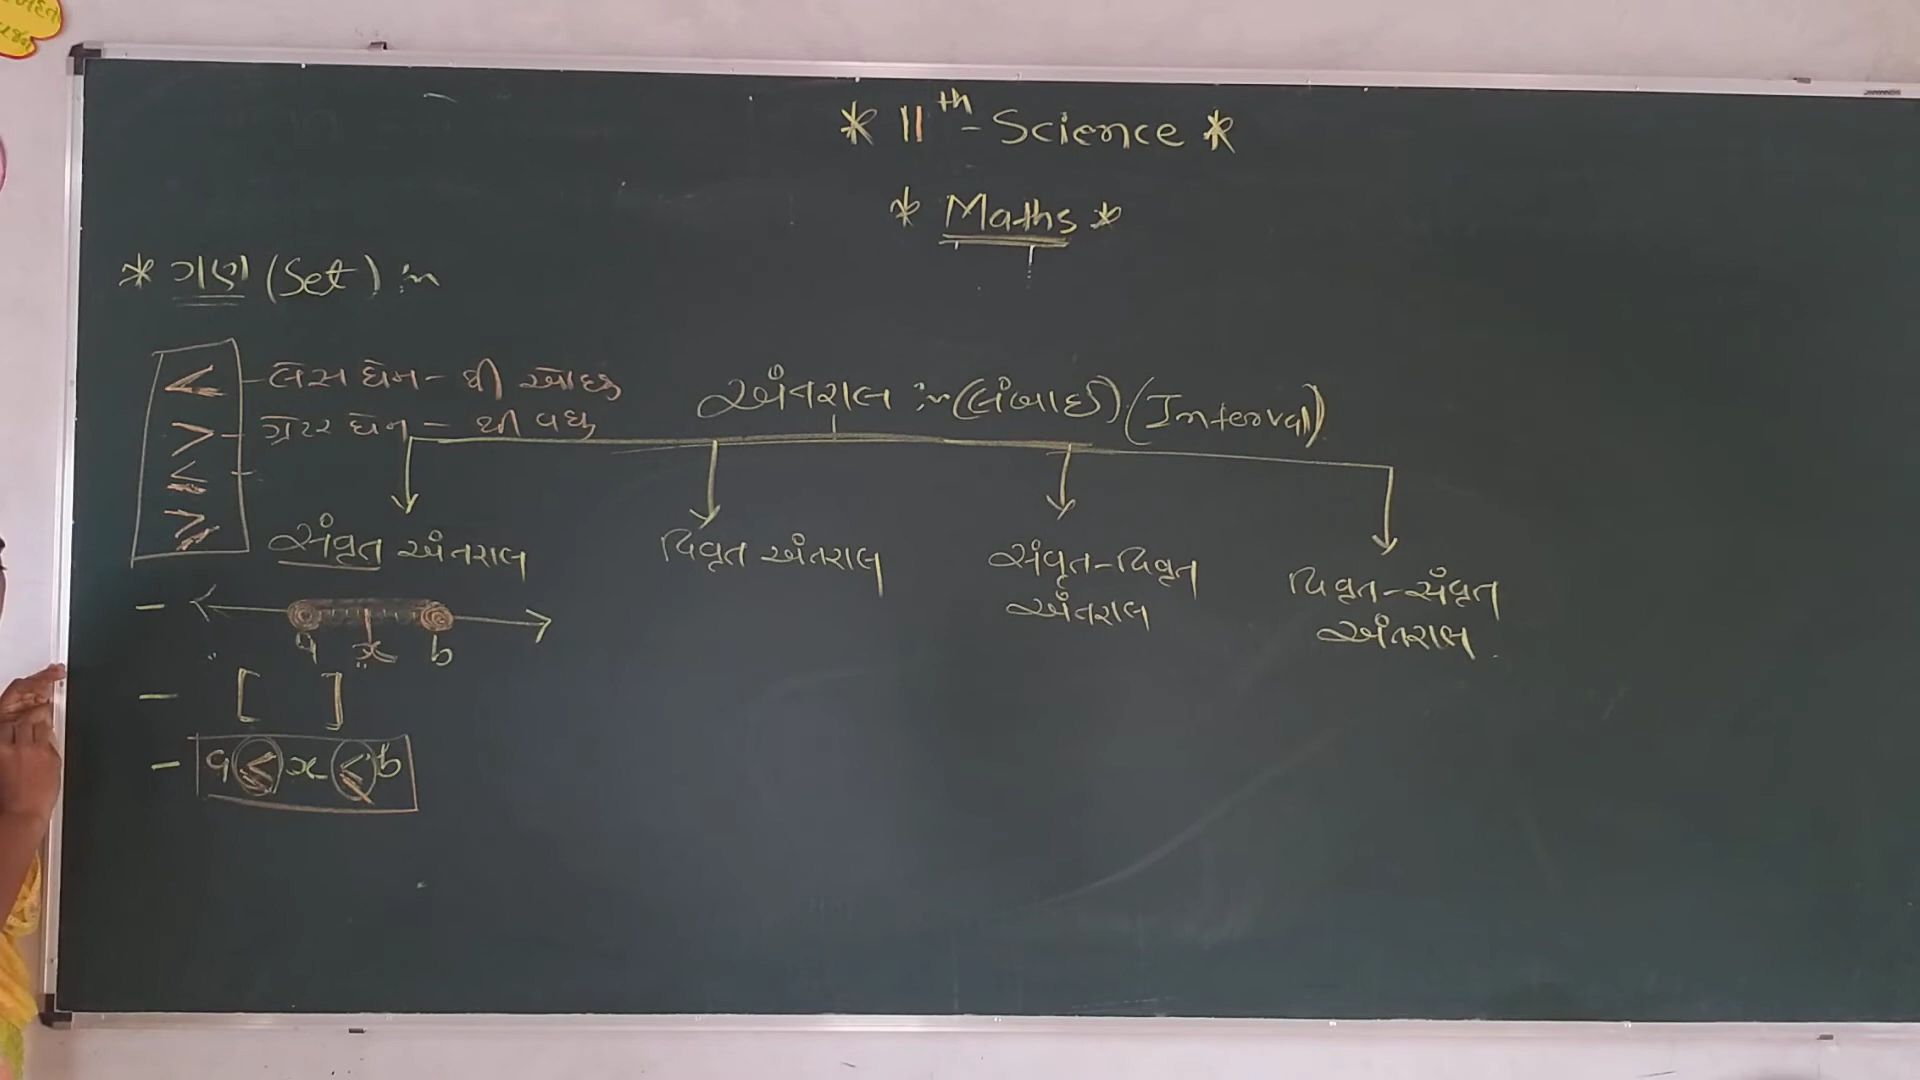 * 11th - Science *
* Maths *
* ગણ (Set) :~
< - લેસ ધેન - થી ઓછુ
> - ગ્રેટર ધેન - થી વધુ
≤ -
≥
અંતરાલ :~ (લંબાઈ) (Interval)
સંવૃત અંતરાલ
વિવૃત અંતરાલ
સંવૃત-વિવૃત
અંતરાલ
વિવૃત-સંવૃત
અંતરાલ.
a x b
- [ ]
- a ≤ x ≤ b